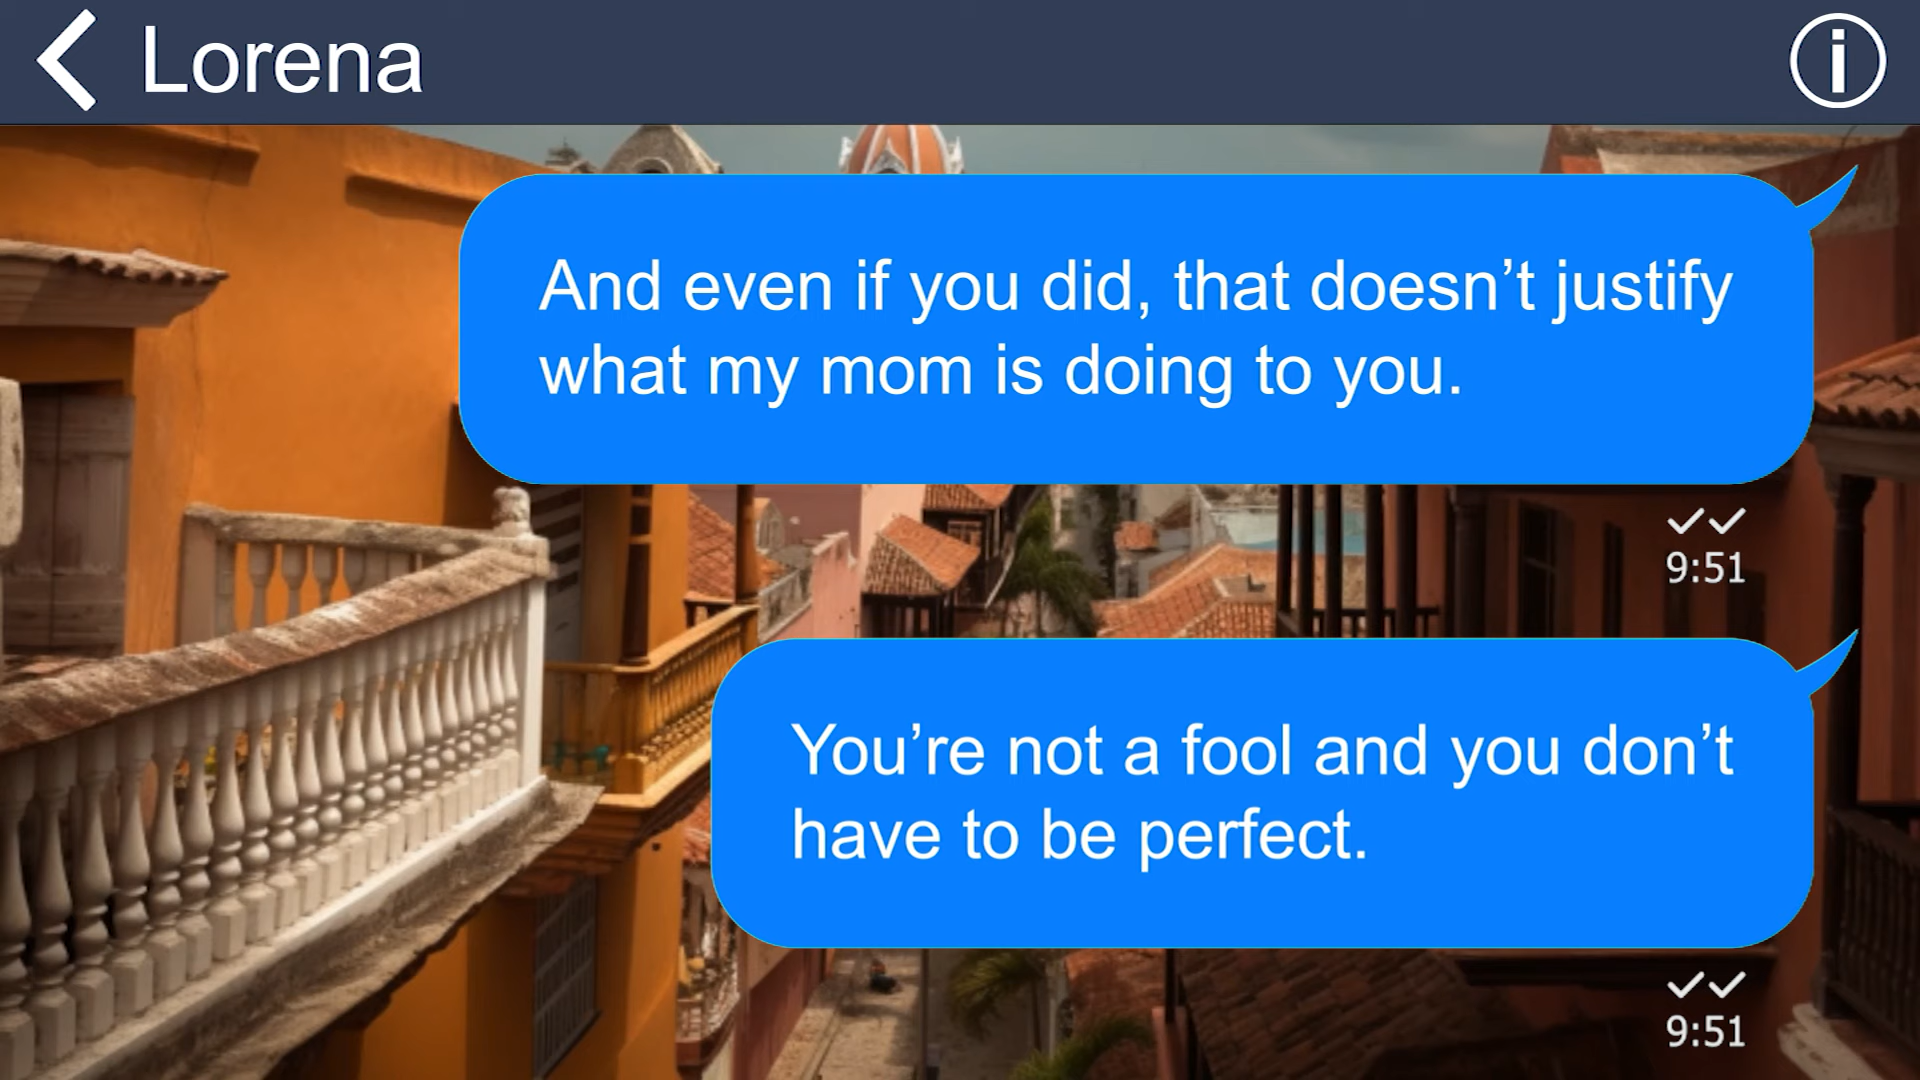 Lorena
And even if you did, that doesn’t justify
what my mom is doing to you.
9:51
You’re not a fool and you don’t
have to be perfect.
9:51